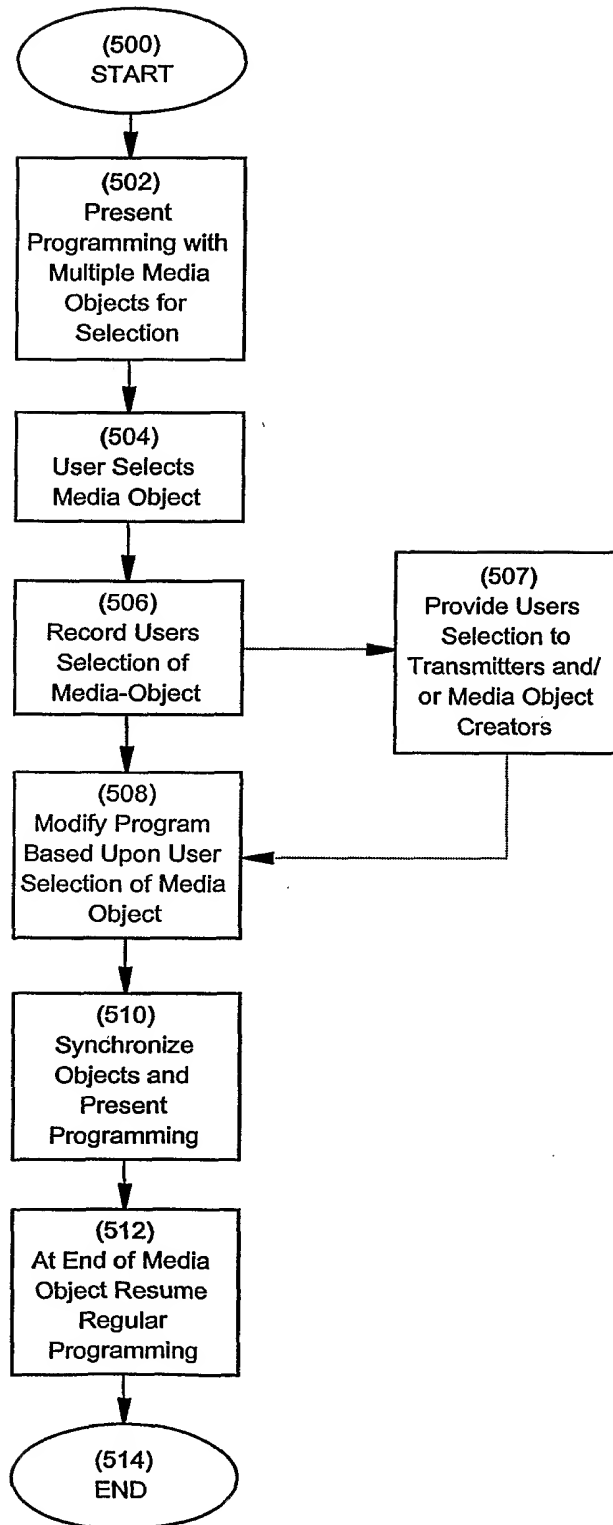 (500)
START
(502)
Present
Programming with
Multiple Media
Objects for
Selection
(504)
User Selects
Media Object
(506)
Record Users
Selection of
Media-Object
(507)
Provide Users
Selection to
Transmitters and/
or Media Object
Creators
(508)
Modify Program
Based Upon User
Selection of Media
Object
(510)
Synchronize
Objects and
Present
Programming
(512)
At End of Media
Object Resume
Regular
Programming
(514)
END